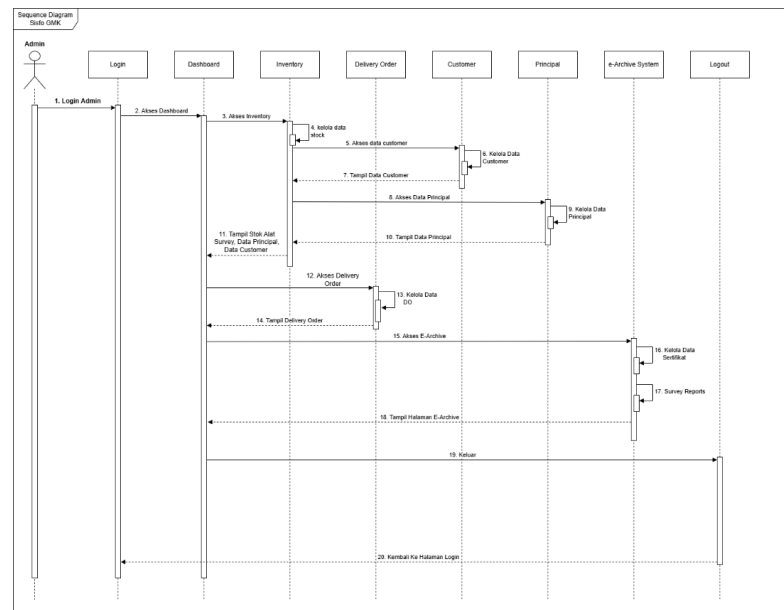 Sequence Diagram
Sisfo GMK
Admin
Login
Dashboard
Inventory
Delivery Order
Customer
Principal
e-Archive System
Logout
1. Login Admin
2. Akses Dashboard
3. Akses Inventory
4. kelola data
stock
5. Akses data customer
6. Kelola Data
Customer
7. Tampil Data Customer
8. Akses Data Principal
9. Kelola Data
Principal
10. Tampil Data Principal
11. Tampil Stok Alat
Survey, Data Principal,
Data Customer
12. Akses Delivery
Order
13. Kelola Data
DO
14. Tampil Delivery Order
15. Akses E-Archive
16. Kelola Data
Sertifikat
17. Survey Reports
18. Tampil Halaman E-Archive
19. Keluar
20. Kembali Ke Halaman Login